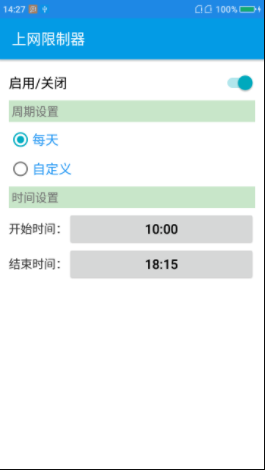 14:27 100%
上网限制器
启用/关闭
周期设置
每天
自定义
时间设置
开始时间： 10:00
结束时间： 18:15